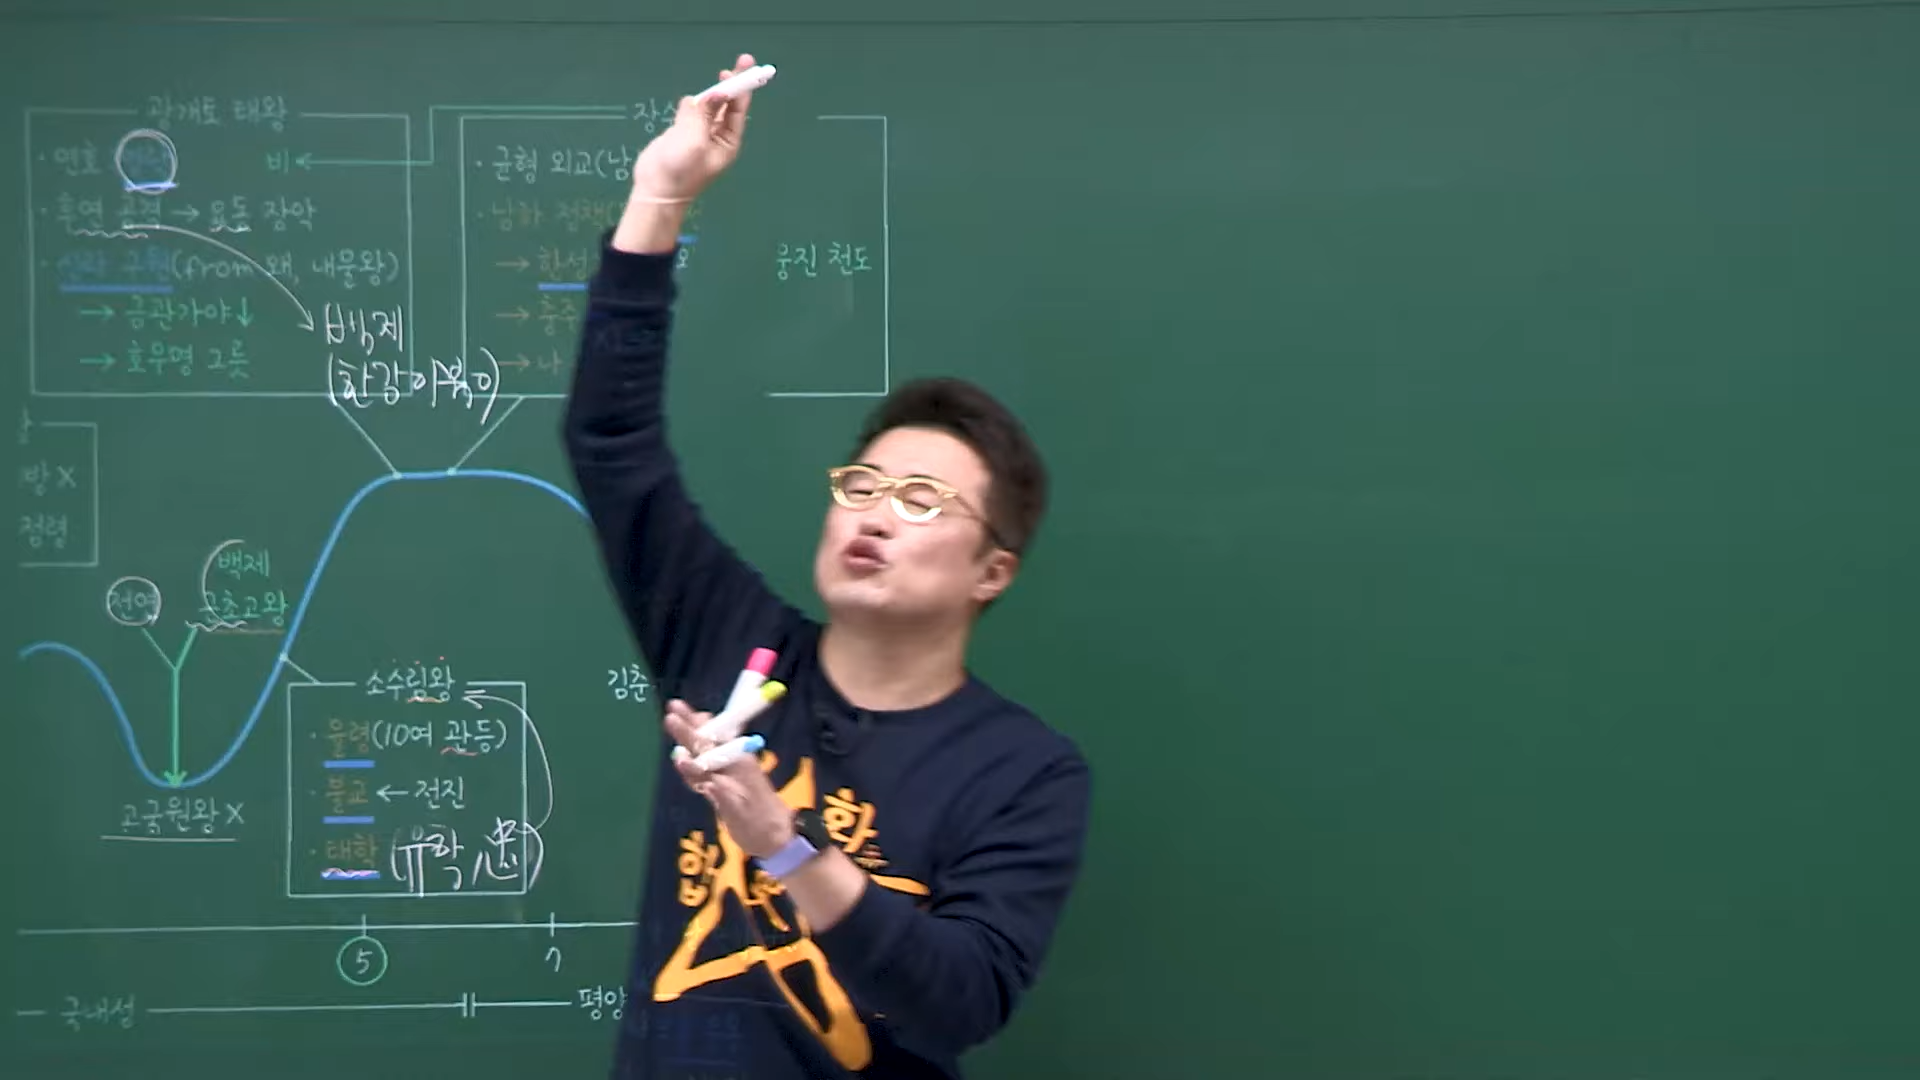 광개토 태왕
· 연호
비 ←
· 후연 공격 → 요동 장악
· 신라 구원(from 왜, 내물왕)
→ 금관가야↓
→ 호우명 그릇
백제
(한강 이북)
장수
· 균형 외교(남
· 남하 정책(
→ 한성
웅진 천도
→ 충주
→ 나
방 X
점령
전연
백제
근초고왕
고국원왕 X
소수림왕
· 율령(10여 관등)
· 불교 ← 전진
· 태학 (유학, 忠)
김춘
5
7
국내성
평양